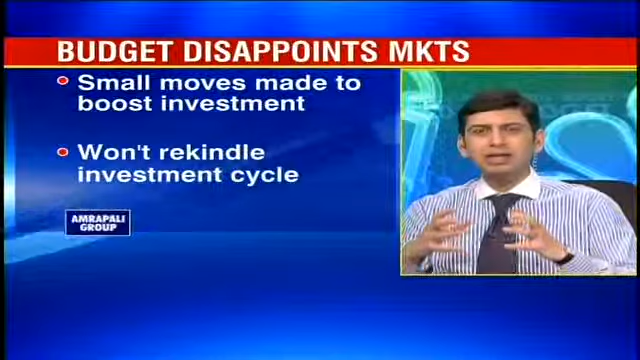 BUDGET DISAPPOINTS MKTS
Small moves made to
boost investment
Won't rekindle
investment cycle
AMRAPALI
GROUP